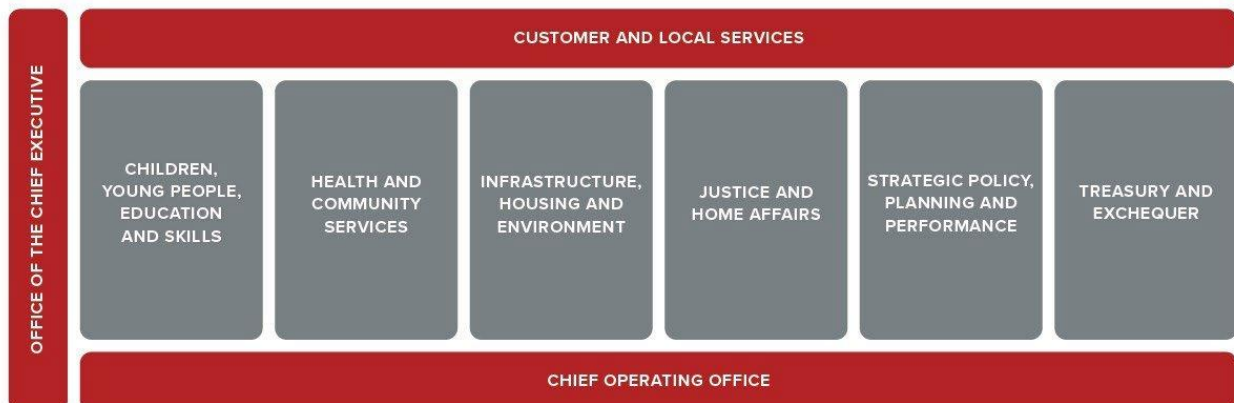 OFFICE OF THE CHIEF EXECUTIVE
CUSTOMER AND LOCAL SERVICES
CHILDREN,
YOUNG PEOPLE,
EDUCATION
AND SKILLS
HEALTH AND
COMMUNITY
SERVICES
INFRASTRUCTURE,
HOUSING AND
ENVIRONMENT
JUSTICE AND
HOME AFFAIRS
STRATEGIC POLICY,
PLANNING AND
PERFORMANCE
TREASURY AND
EXCHEQUER
CHIEF OPERATING OFFICE